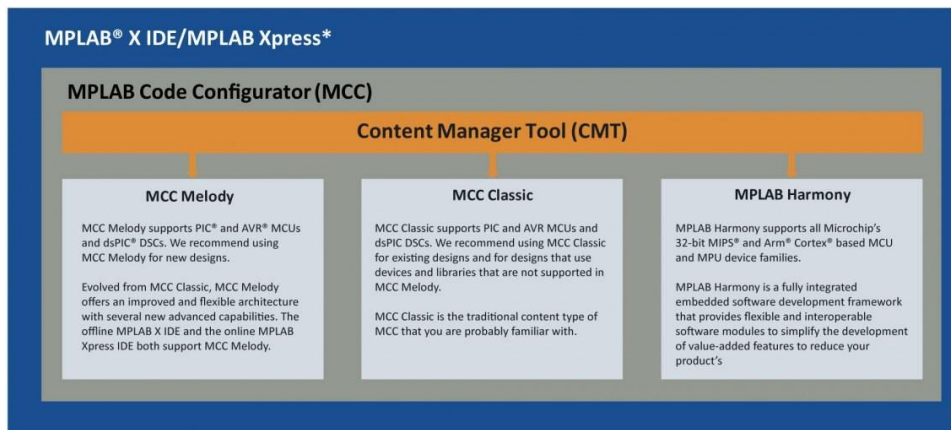 MPLAB® X IDE/MPLAB Xpress*
MPLAB Code Configurator (MCC)
Content Manager Tool (CMT)
MCC Melody
MCC Melody supports PIC® and AVR® MCUs
and dsPIC® DSCs. We recommend using
MCC Melody for new designs.
Evolved from MCC Classic, MCC Melody
offers an improved and flexible architecture
with several new advanced capabilities. The
offline MPLAB X IDE and the online MPLAB
Xpress IDE both support MCC Melody.
MCC Classic
MCC Classic supports PIC and AVR MCUs and
dsPIC DSCs. We recommend using MCC Classic
for existing designs and for designs that use
devices and libraries that are not supported in
MCC Melody.
MCC Classic is the traditional content type of
MCC that you are probably familiar with.
MPLAB Harmony
MPLAB Harmony supports all Microchip's
32-bit MIPS® and Arm® Cortex® based MCU
and MPU device families.
MPLAB Harmony is a fully integrated
embedded software development framework
that provides flexible and interoperable
software modules to simplify the development
of value-added features to reduce your
product's